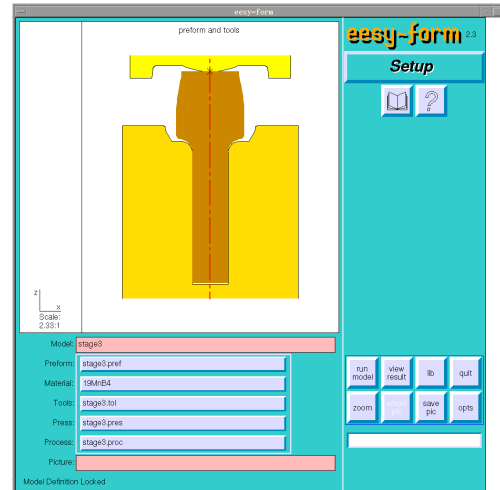 eesy-form
preform and tools
eesy-form 2.3
Setup
?
z
x
Scale:
2.33:1
Model: stage3
Preform: stage3.pref
Material: 19MnB4
Tools: stage3.tol
Press: stage3.pres
Process: stage3.proc
Picture:
Model Definition Locked
run model
view result
lib
quit
zoom
save pic
opts